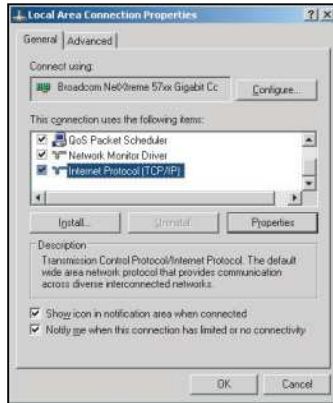 Local Area Connection Properties
General Advanced
Connect using:
Broadcom NetXtreme 57xx Gigabit Cc Configure...
This connection uses the following items:
QoS Packet Scheduler
Network Monitor Driver
Internet Protocol (TCP/IP)
Install... Uninstall Properties
Description
Transmission Control Protocol/Internet Protocol. The default
wide area network protocol that provides communication
across diverse interconnected networks.
Show icon in notification area when connected
Notify me when this connection has limited or no connectivity
OK Cancel